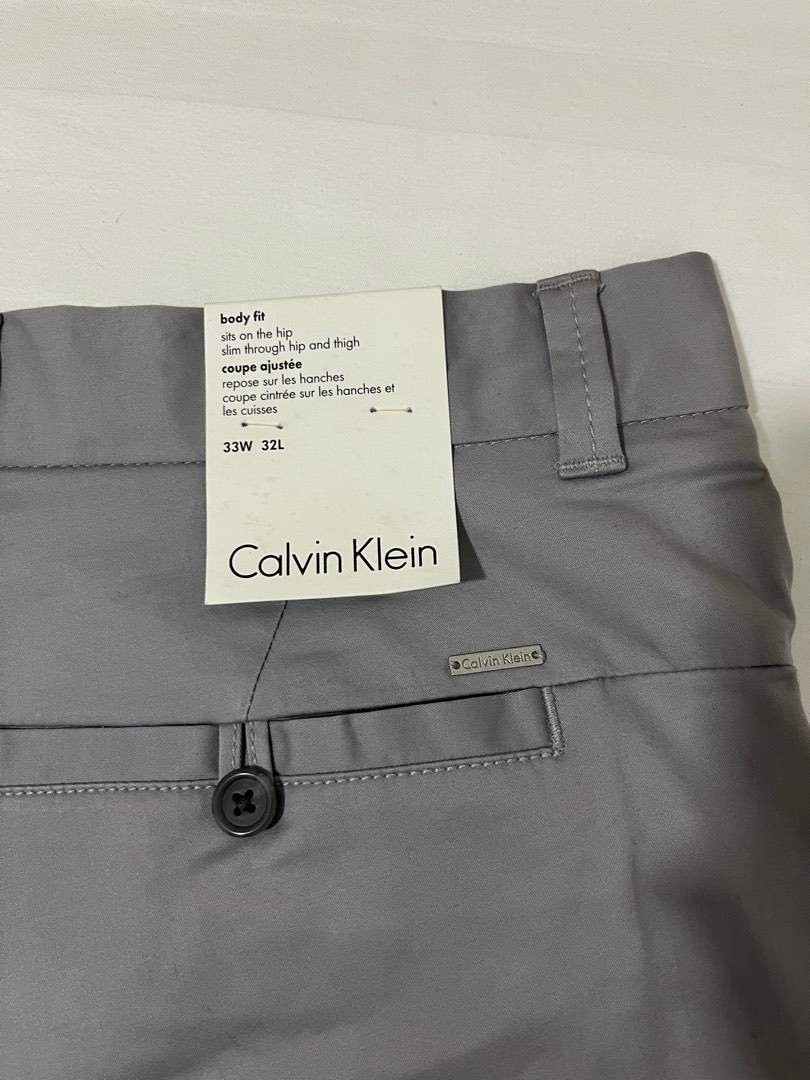 body fit
sits on the hip
slim through hip and thigh
coupe ajustée
repose sur les hanches
coupe cintrée sur les hanches et
les cuisses
33W 32L
Calvin Klein
Calvin Klein